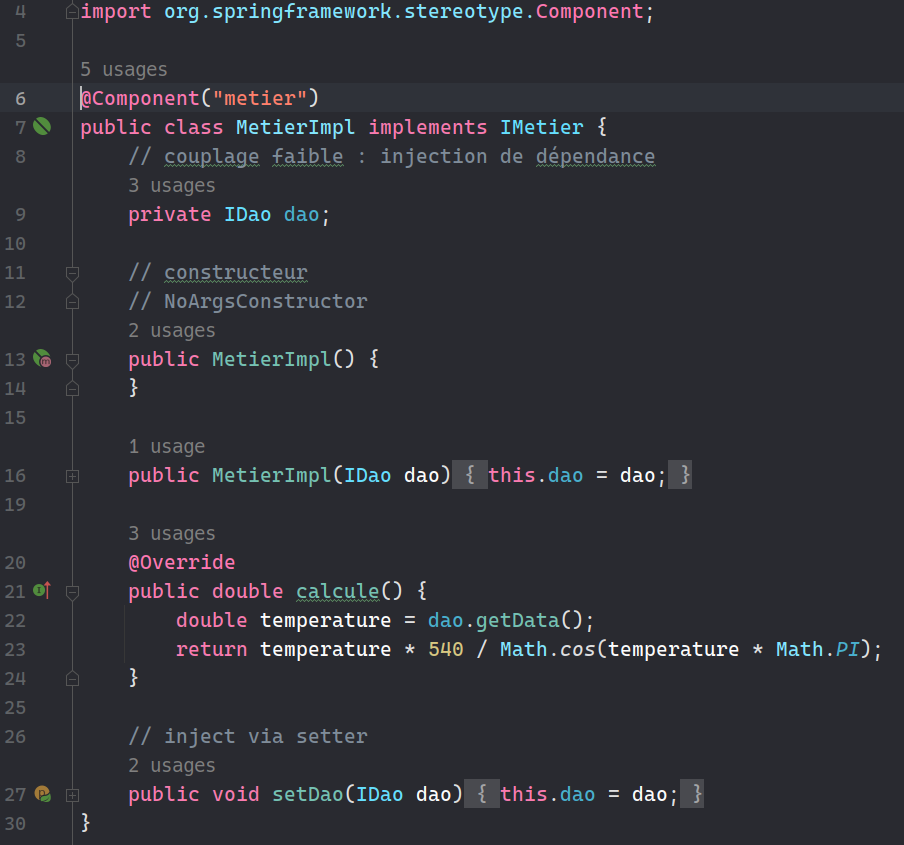 4 import org.springframework.stereotype.Component;
5
5 usages
6 @Component("metier")
7 public class MetierImpl implements IMetier {
8 // couplage faible : injection de dépendance
3 usages
9 private IDao dao;
10
11 // constructeur
12 // NoArgsConstructor
2 usages
13 public MetierImpl() {
14 }
15
1 usage
16 public MetierImpl(IDao dao) { this.dao = dao; }
19
3 usages
20 @Override
21 public double calcule() {
22 double temperature = dao.getData();
23 return temperature * 540 / Math.cos(temperature * Math.PI);
24 }
25
26 // inject via setter
2 usages
27 public void setDao(IDao dao) { this.dao = dao; }
30 }